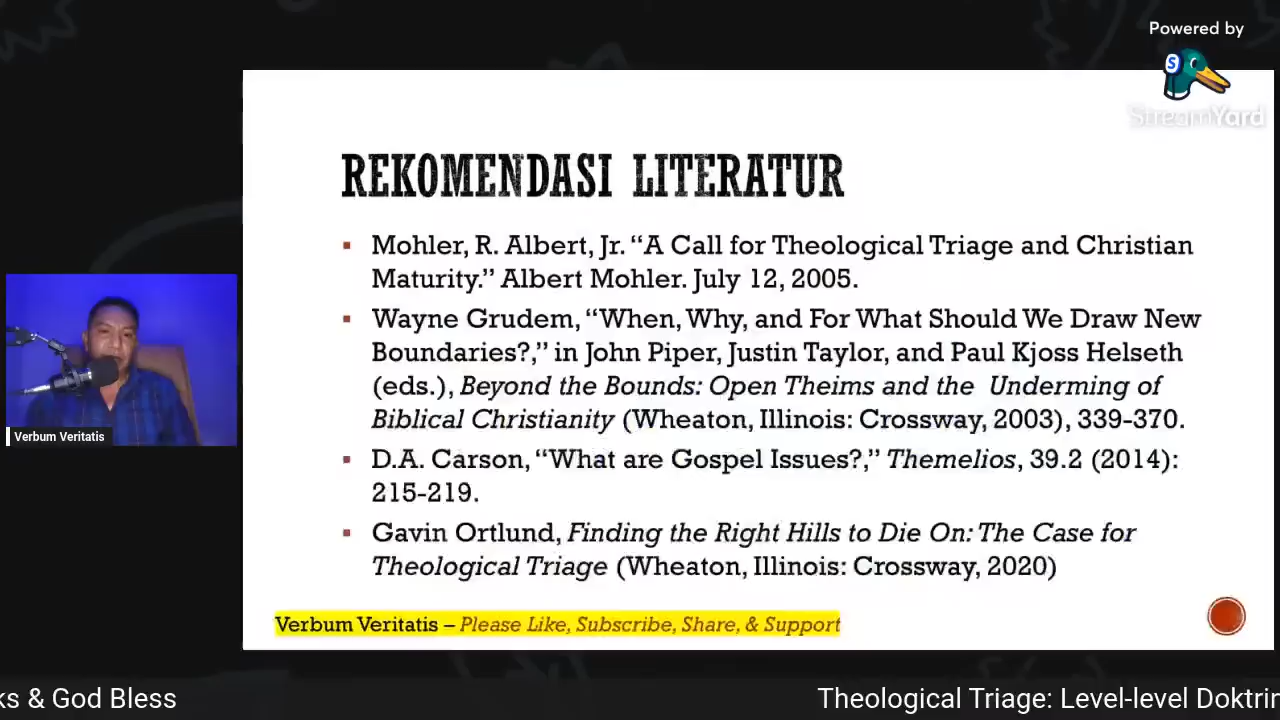 Powered by
StreamYard
REKOMENDASI LITERATUR
▪ Mohler, R. Albert, Jr. “A Call for Theological Triage and Christian
Maturity.” Albert Mohler. July 12, 2005.
▪ Wayne Grudem, “When, Why, and For What Should We Draw New
Boundaries?,” in John Piper, Justin Taylor, and Paul Kjoss Helseth
(eds.), Beyond the Bounds: Open Theims and the Underming of
Biblical Christianity (Wheaton, Illinois: Crossway, 2003), 339-370.
▪ D.A. Carson, “What are Gospel Issues?,” Themelios, 39.2 (2014):
215-219.
▪ Gavin Ortlund, Finding the Right Hills to Die On: The Case for
Theological Triage (Wheaton, Illinois: Crossway, 2020)
Verbum Veritatis
Verbum Veritatis – Please Like, Subscribe, Share, & Support
ks & God Bless
Theological Triage: Level-level Doktrin